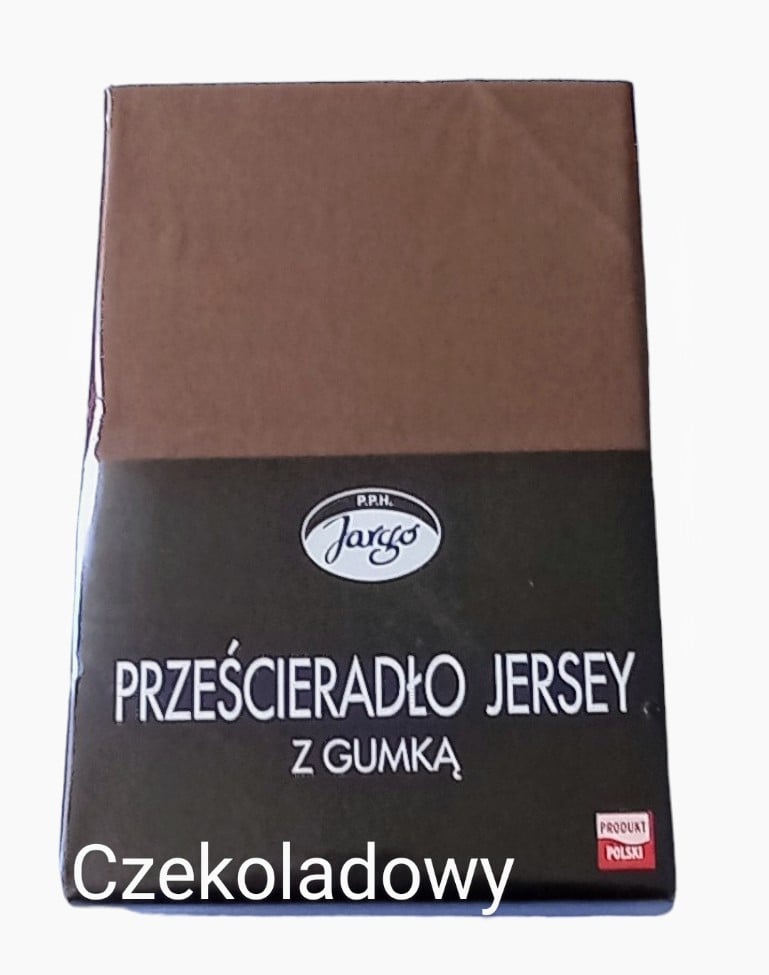 P.P.H.
Jargo
PRZEŚCIERADŁO JERSEY
Z GUMKĄ
PRODUKT
POLSKI
Czekoladowy